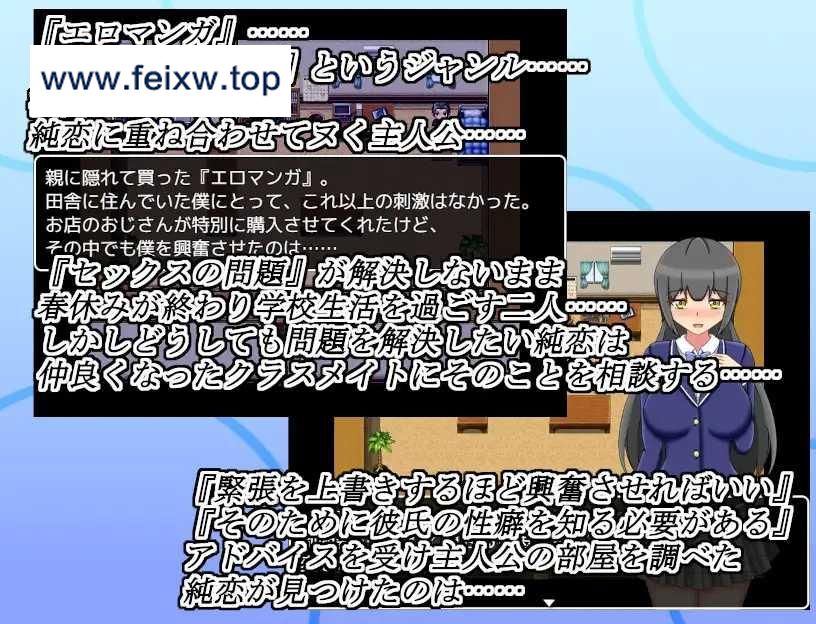 『エロマンガ』……
www.feixw.top
』というジャンル……
純恋に重ね合わせてヌく主人公……
親に隠れて買った『エロマンガ』。
田舎に住んでいた僕にとって、これ以上の刺激はなかった。
お店のおじさんが特別に購入させてくれたけど、
その中でも僕を興奮させたのは……
『セックスの問題』が解決しないまま
春休みが終わり学校生活を過ごす二人……
しかしどうしても問題を解決したい純恋は
仲良くなったクラスメイトにそのことを相談する……
『緊張を上書きするほど興奮させればいい』
『そのために彼氏の性癖を知る必要がある』
アドバイスを受け主人公の部屋を調べた
純恋が見つけたのは……